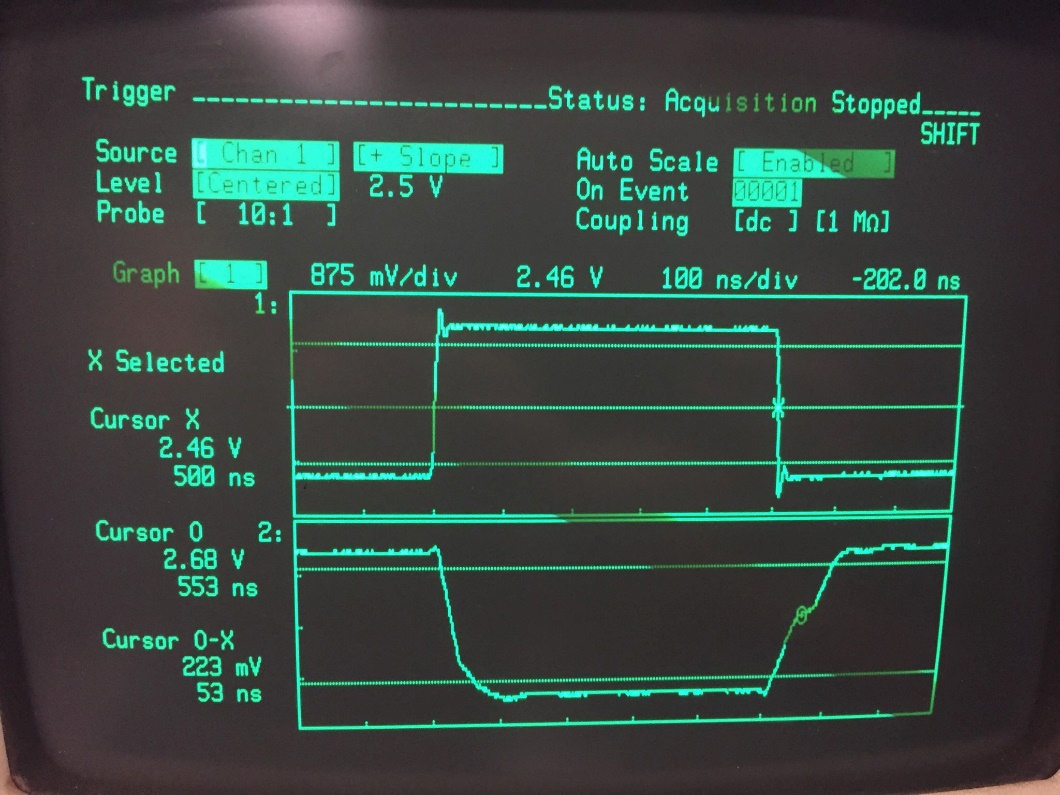 Trigger _________________________Status: Acquisition Stopped_____
SHIFT
Source [ Chan 1 ] [+ Slope ] Auto Scale [ Enabled ]
Level [Centered] 2.5 V On Event 00001
Probe [ 10:1 ] Coupling [dc ] [1 MΩ]
Graph [ 1 ] 875 mV/div 2.46 V 100 ns/div -202.0 ns
1:
X Selected
Cursor X
2.46 V
500 ns
Cursor O 2:
2.68 V
553 ns
Cursor O-X
223 mV
53 ns